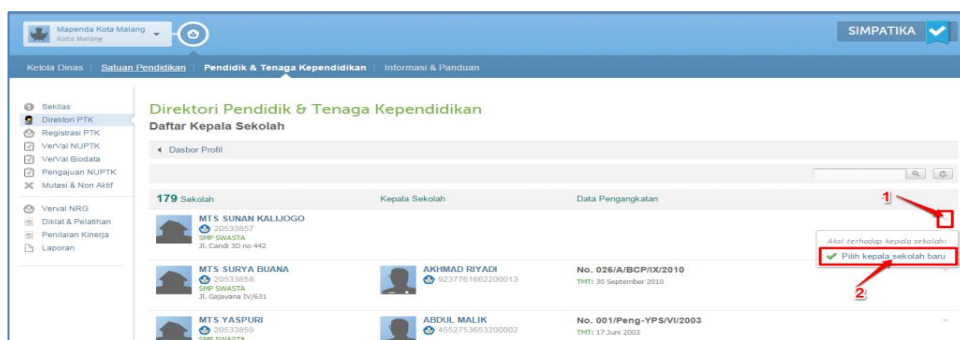 Mapenda Kota Malang
Kota Malang
SIMPATIKA
Kelola Dinas | Satuan Pendidikan | Pendidik & Tenaga Kependidikan | Informasi & Panduan
Sekilas
Direktori PTK
Registrasi PTK
VerVal NUPTK
VerVal Biodata
Pengajuan NUPTK
Mutasi & Non Aktif
Verval NRG
Diklat & Pelatihan
Penilaian Kinerja
Laporan
Direktori Pendidik & Tenaga Kependidikan
Daftar Kepala Sekolah
Dasbor Profil
179 Sekolah Kepala Sekolah Data Pengangkatan
1
MTS SUNAN KALIJOGO
20533857
SMP SWASTA
Jl. Candi 3D no 442
Aksi terhadap kepala sekolah:
Pilih kepala sekolah baru
2
MTS SURYA BUANA AKHMAD RIYADI No. 026/A/BCP/IX/2010
20533858 9237761662200013 TMT: 30 September 2010
SMP SWASTA
Jl. Gajayana IV/631
MTS YASPURI ABDUL MALIK No. 001/Peng-YPS/VI/2003
20533859 4552753653200002 TMT: 17 Juni 2003
SMP SWASTA